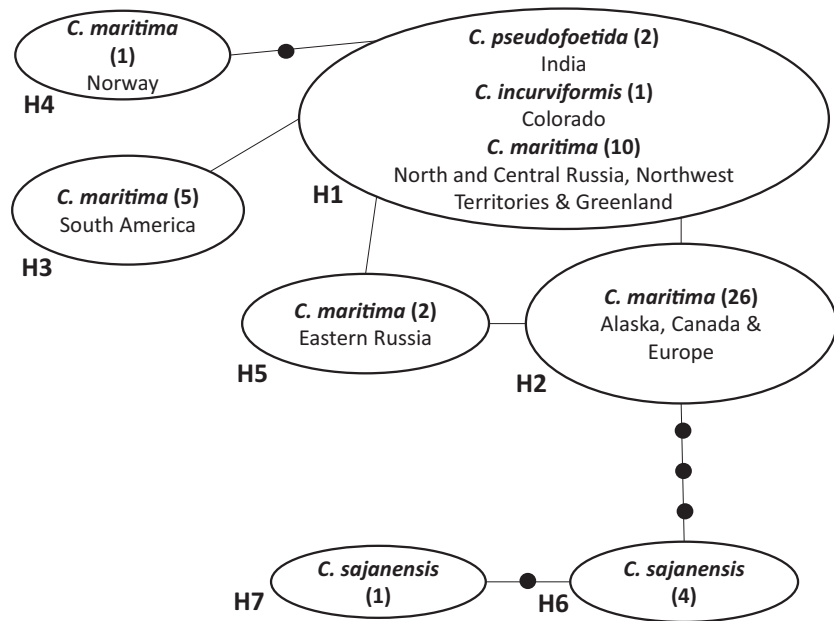 C. maritima
(1)
Norway
H4
C. pseudofoetida (2)
India
C. incurviformis (1)
Colorado
C. maritima (10)
North and Central Russia, Northwest
Territories & Greenland
H1
C. maritima (5)
South America
H3
C. maritima (2)
Eastern Russia
H5
C. maritima (26)
Alaska, Canada &
Europe
H2
C. sajanensis
(1)
H7
C. sajanensis
(4)
H6